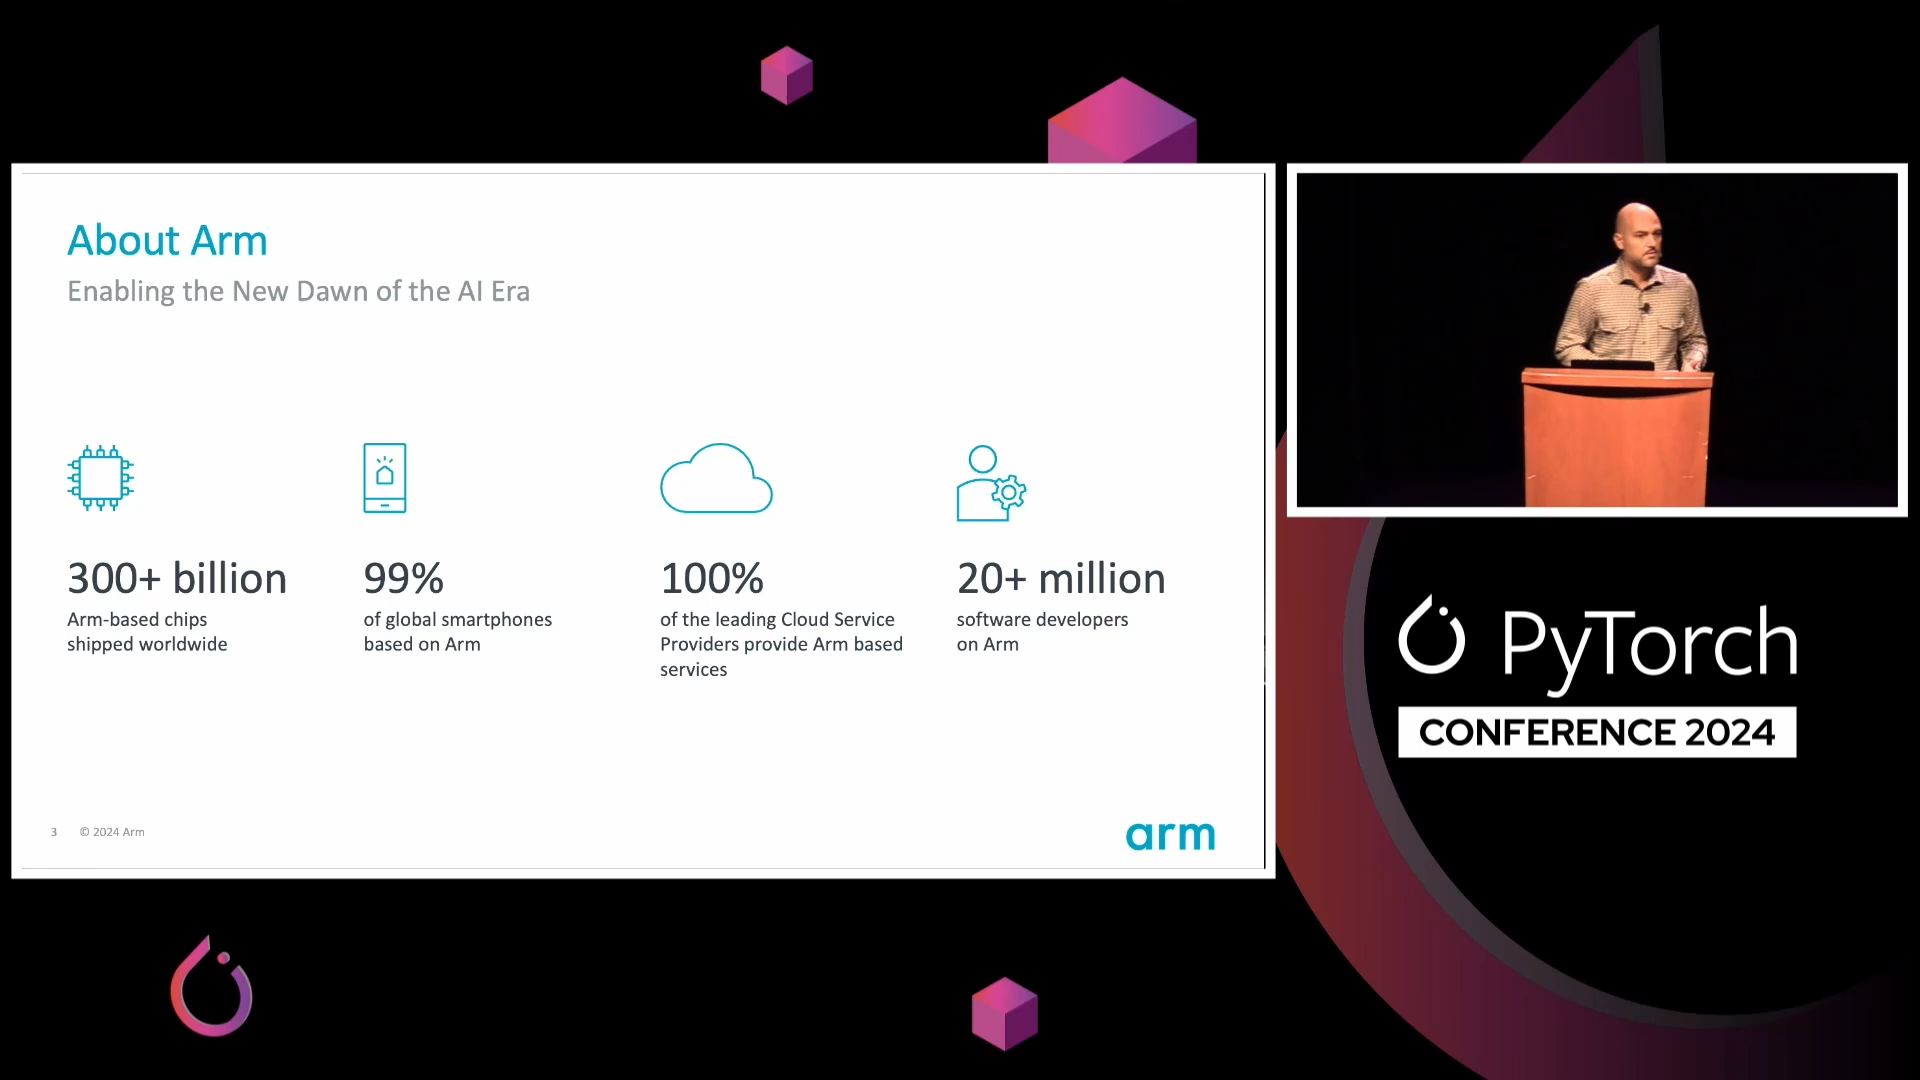 About Arm
Enabling the New Dawn of the AI Era
300+ billion
Arm-based chips
shipped worldwide
99%
of global smartphones
based on Arm
100%
of the leading Cloud Service
Providers provide Arm based
services
20+ million
software developers
on Arm
3 © 2024 Arm
arm
PyTorch
CONFERENCE 2024